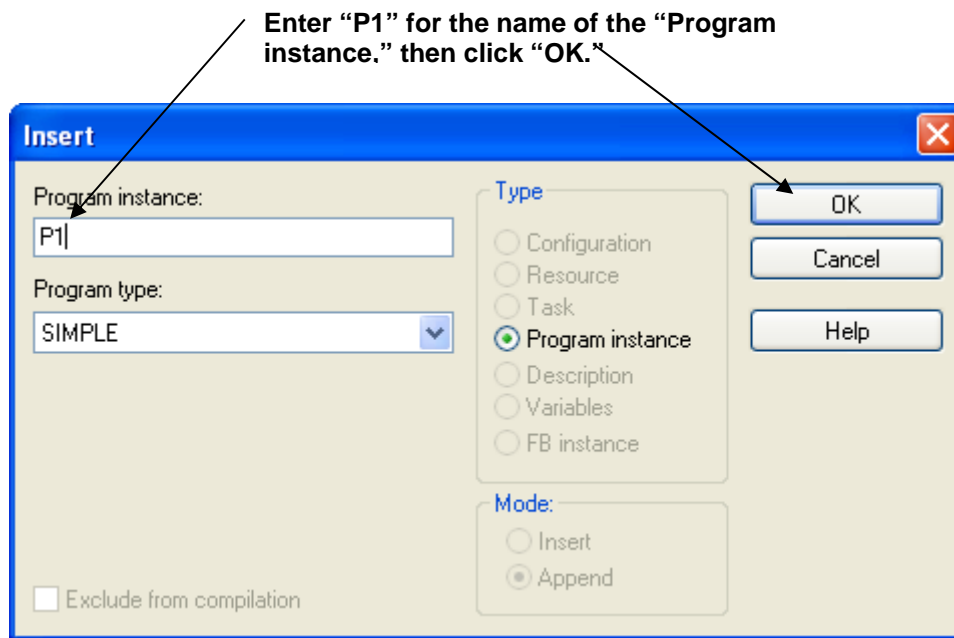 Enter “P1” for the name of the “Program
instance,” then click “OK.”
Insert
Program instance:
P1
Program type:
SIMPLE
Exclude from compilation
Type
Configuration
Resource
Task
Program instance
Description
Variables
FB instance
Mode:
Insert
Append
OK
Cancel
Help